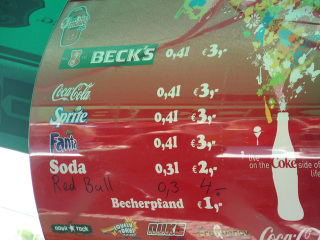 BECK'S 0,4l €3,-
Coca-Cola 0,4l €3,-
Sprite 0,4l €3,-
Fanta 0,4l €3,-
Soda 0,3l €2,-
Red Bull 0,3 4,-
Becherpfand €1,-
live
on the Coke side of
life
Coca-Cola